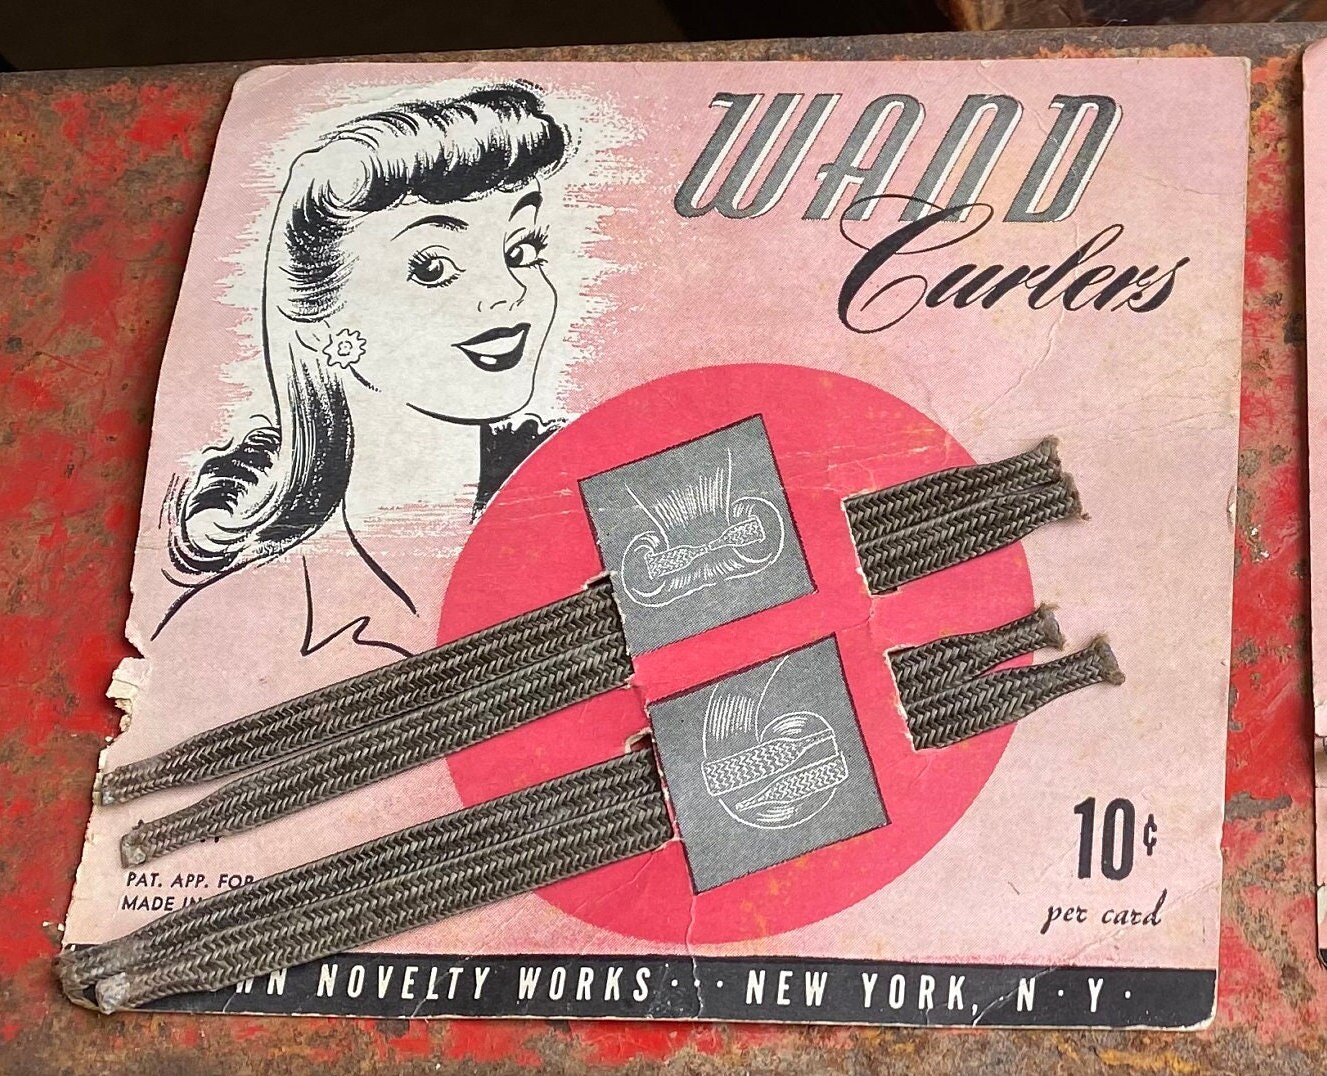 WAND
Curlers
10¢
per card
PAT. APP. FOR
MADE IN
NOVELTY WORKS · · · NEW YORK, N · Y ·